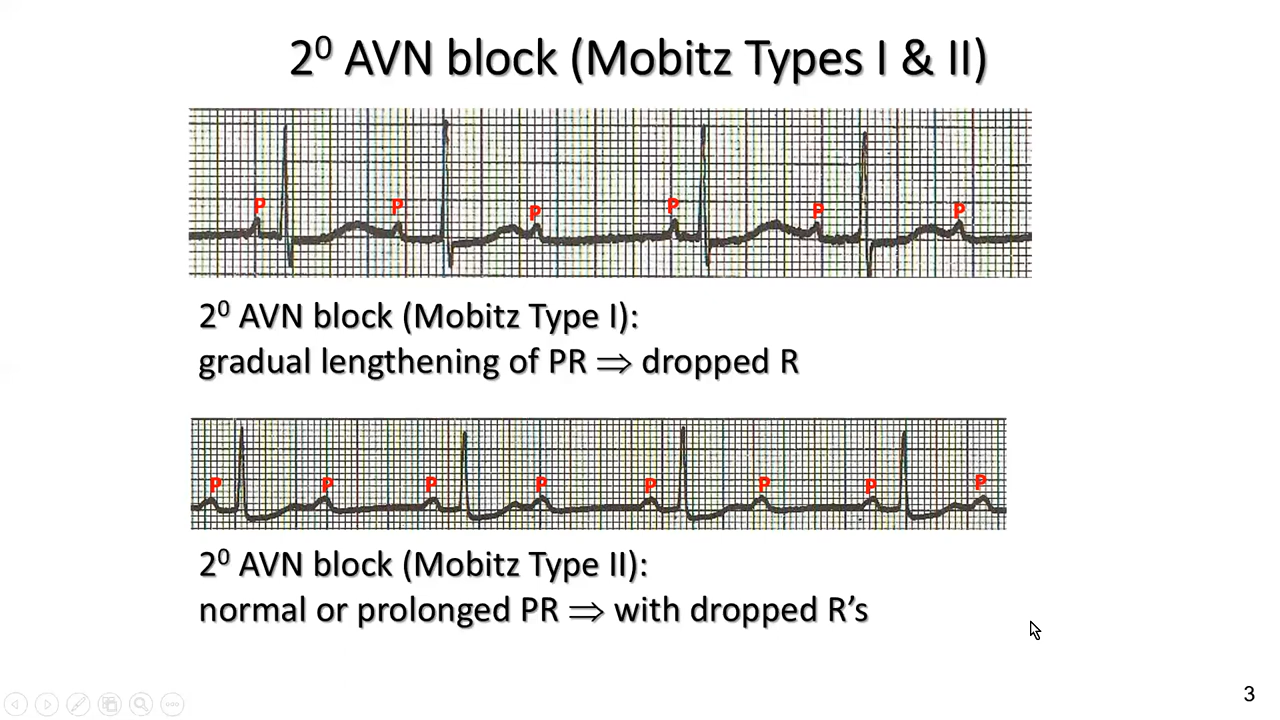 2⁰ AVN block (Mobitz Types I & II)
P P P P P P
2⁰ AVN block (Mobitz Type I):
gradual lengthening of PR ⇒ dropped R
P P P P P P P P
2⁰ AVN block (Mobitz Type II):
normal or prolonged PR ⇒ with dropped R’s
3